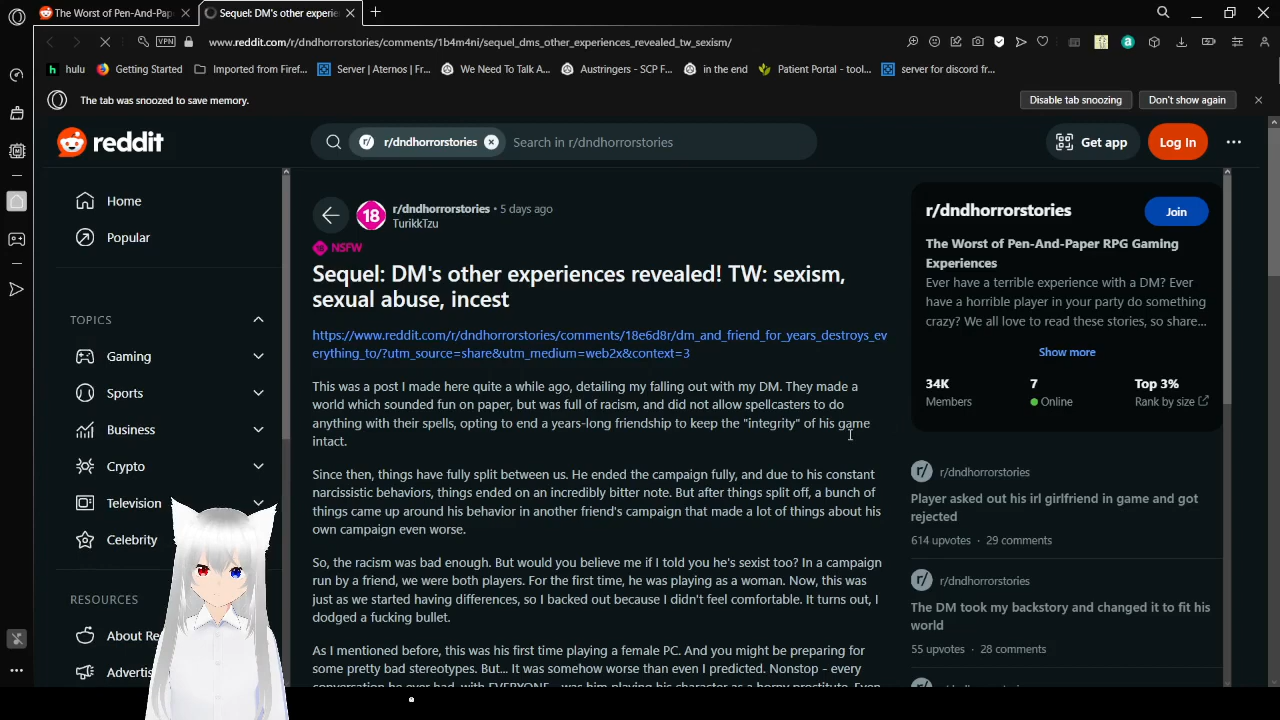 The Worst of Pen-And-Pape
Sequel: DM's other experie
VPN
www.reddit.com/r/dndhorrorstories/comments/1b4m4ni/sequel_dms_other_experiences_revealed_tw_sexism/
hulu
Getting Started
Imported from Firef...
Server | Aternos | Fr...
We Need To Talk A...
Austringers - SCP F...
in the end
Patient Portal - tool...
server for discord fr...
The tab was snoozed to save memory.
Disable tab snoozing
Don't show again
reddit
r/dndhorrorstories
Search in r/dndhorrorstories
Get app
Log In
Home
Popular
TOPICS
Gaming
Sports
Business
Crypto
Television
Celebrity
RESOURCES
About Re
Advertis
18
r/dndhorrorstories • 5 days ago
TurikkTzu
18 NSFW
Sequel: DM's other experiences revealed! TW: sexism,
sexual abuse, incest
https://www.reddit.com/r/dndhorrorstories/comments/18e6d8r/dm_and_friend_for_years_destroys_ev
erything_to/?utm_source=share&utm_medium=web2x&context=3
This was a post I made here quite a while ago, detailing my falling out with my DM. They made a
world which sounded fun on paper, but was full of racism, and did not allow spellcasters to do
anything with their spells, opting to end a years-long friendship to keep the "integrity" of his game
intact.
Since then, things have fully split between us. He ended the campaign fully, and due to his constant
narcissistic behaviors, things ended on an incredibly bitter note. But after things split off, a bunch of
things came up around his behavior in another friend's campaign that made a lot of things about his
own campaign even worse.
So, the racism was bad enough. But would you believe me if I told you he's sexist too? In a campaign
run by a friend, we were both players. For the first time, he was playing as a woman. Now, this was
just as we started having differences, so I backed out because I didn't feel comfortable. It turns out, I
dodged a fucking bullet.
As I mentioned before, this was his first time playing a female PC. And you might be preparing for
some pretty bad stereotypes. But... It was somehow worse than even I predicted. Nonstop - every
conversation he ever had, with EVERYONE - was him playing his character as a horny prostitute. Even
r/dndhorrorstories
Join
The Worst of Pen-And-Paper RPG Gaming
Experiences
Ever have a terrible experience with a DM? Ever
have a horrible player in your party do something
crazy? We all love to read these stories, so share...
Show more
34K
Members
7
Online
Top 3%
Rank by size
r/dndhorrorstories
Player asked out his irl girlfriend in game and got
rejected
614 upvotes • 29 comments
r/dndhorrorstories
The DM took my backstory and changed it to fit his
world
55 upvotes • 28 comments